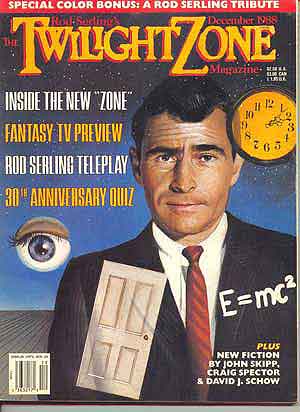 SPECIAL COLOR BONUS: A ROD SERLING TRIBUTE
Rod Serling's
December 1988
THE
TWILIGHT ZONE
Magazine
INSIDE THE NEW "ZONE"
FANTASY TV PREVIEW
ROD SERLING TELEPLAY
30TH ANNIVERSARY QUIZ
E=mc²
PLUS
NEW FICTION
BY JOHN SKIPP,
CRAIG SPECTOR
& DAVID J. SCHOW